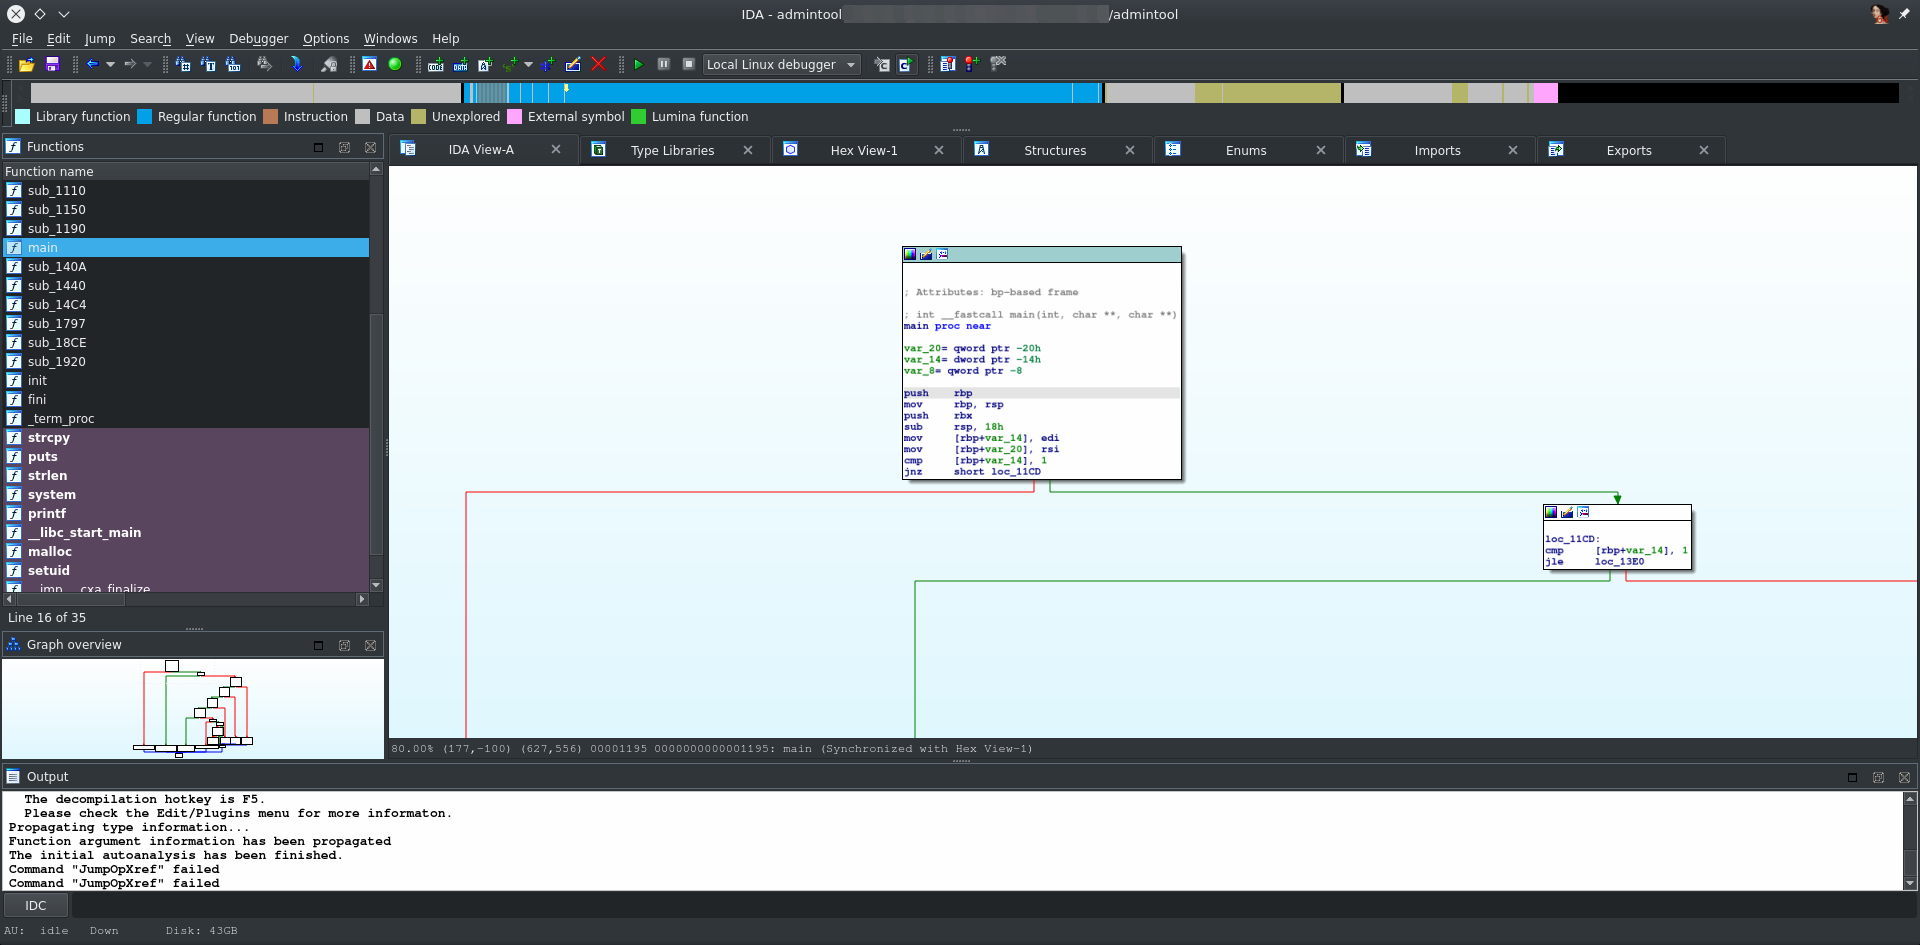 IDA - admintool /admintool
File Edit Jump Search View Debugger Options Windows Help
Local Linux debugger
Library function Regular function Instruction Data Unexplored External symbol Lumina function
Functions
Function name
sub_1110
sub_1150
sub_1190
main
sub_140A
sub_1440
sub_14C4
sub_1797
sub_18CE
sub_1920
init
fini
_term_proc
strcpy
puts
strlen
system
printf
__libc_start_main
malloc
setuid
__imp___cxa_finalize
Line 16 of 35
Graph overview
IDA View-A Type Libraries Hex View-1 Structures Enums Imports Exports
; Attributes: bp-based frame
; int __fastcall main(int, char **, char **)
main proc near
var_20= qword ptr -20h
var_14= dword ptr -14h
var_8= qword ptr -8
push rbp
mov rbp, rsp
push rbx
sub rsp, 18h
mov [rbp+var_14], edi
mov [rbp+var_20], rsi
cmp [rbp+var_14], 1
jnz short loc_11CD
loc_11CD:
cmp [rbp+var_14], 1
jle loc_13E0
80.00% (177,-100) (627,556) 00001195 0000000000001195: main (Synchronized with Hex View-1)
Output
The decompilation hotkey is F5.
Please check the Edit/Plugins menu for more informaton.
Propagating type information...
Function argument information has been propagated
The initial autoanalysis has been finished.
Command "JumpOpXref" failed
Command "JumpOpXref" failed
IDC
AU: idle Down Disk: 43GB